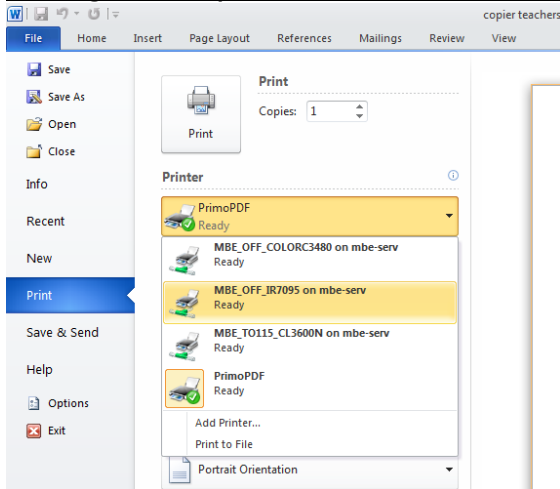 W
copier teachers
File Home Insert Page Layout References Mailings Review View
Save
Save As
Open
Close
Info
Recent
New
Print
Save & Send
Help
Options
Exit
Print
Print
Copies: 1
Printer
PrimoPDF
Ready
MBE_OFF_COLORC3480 on mbe-serv
Ready
MBE_OFF_IR7095 on mbe-serv
Ready
MBE_TO115_CL3600N on mbe-serv
Ready
PrimoPDF
Ready
Add Printer...
Print to File
Portrait Orientation